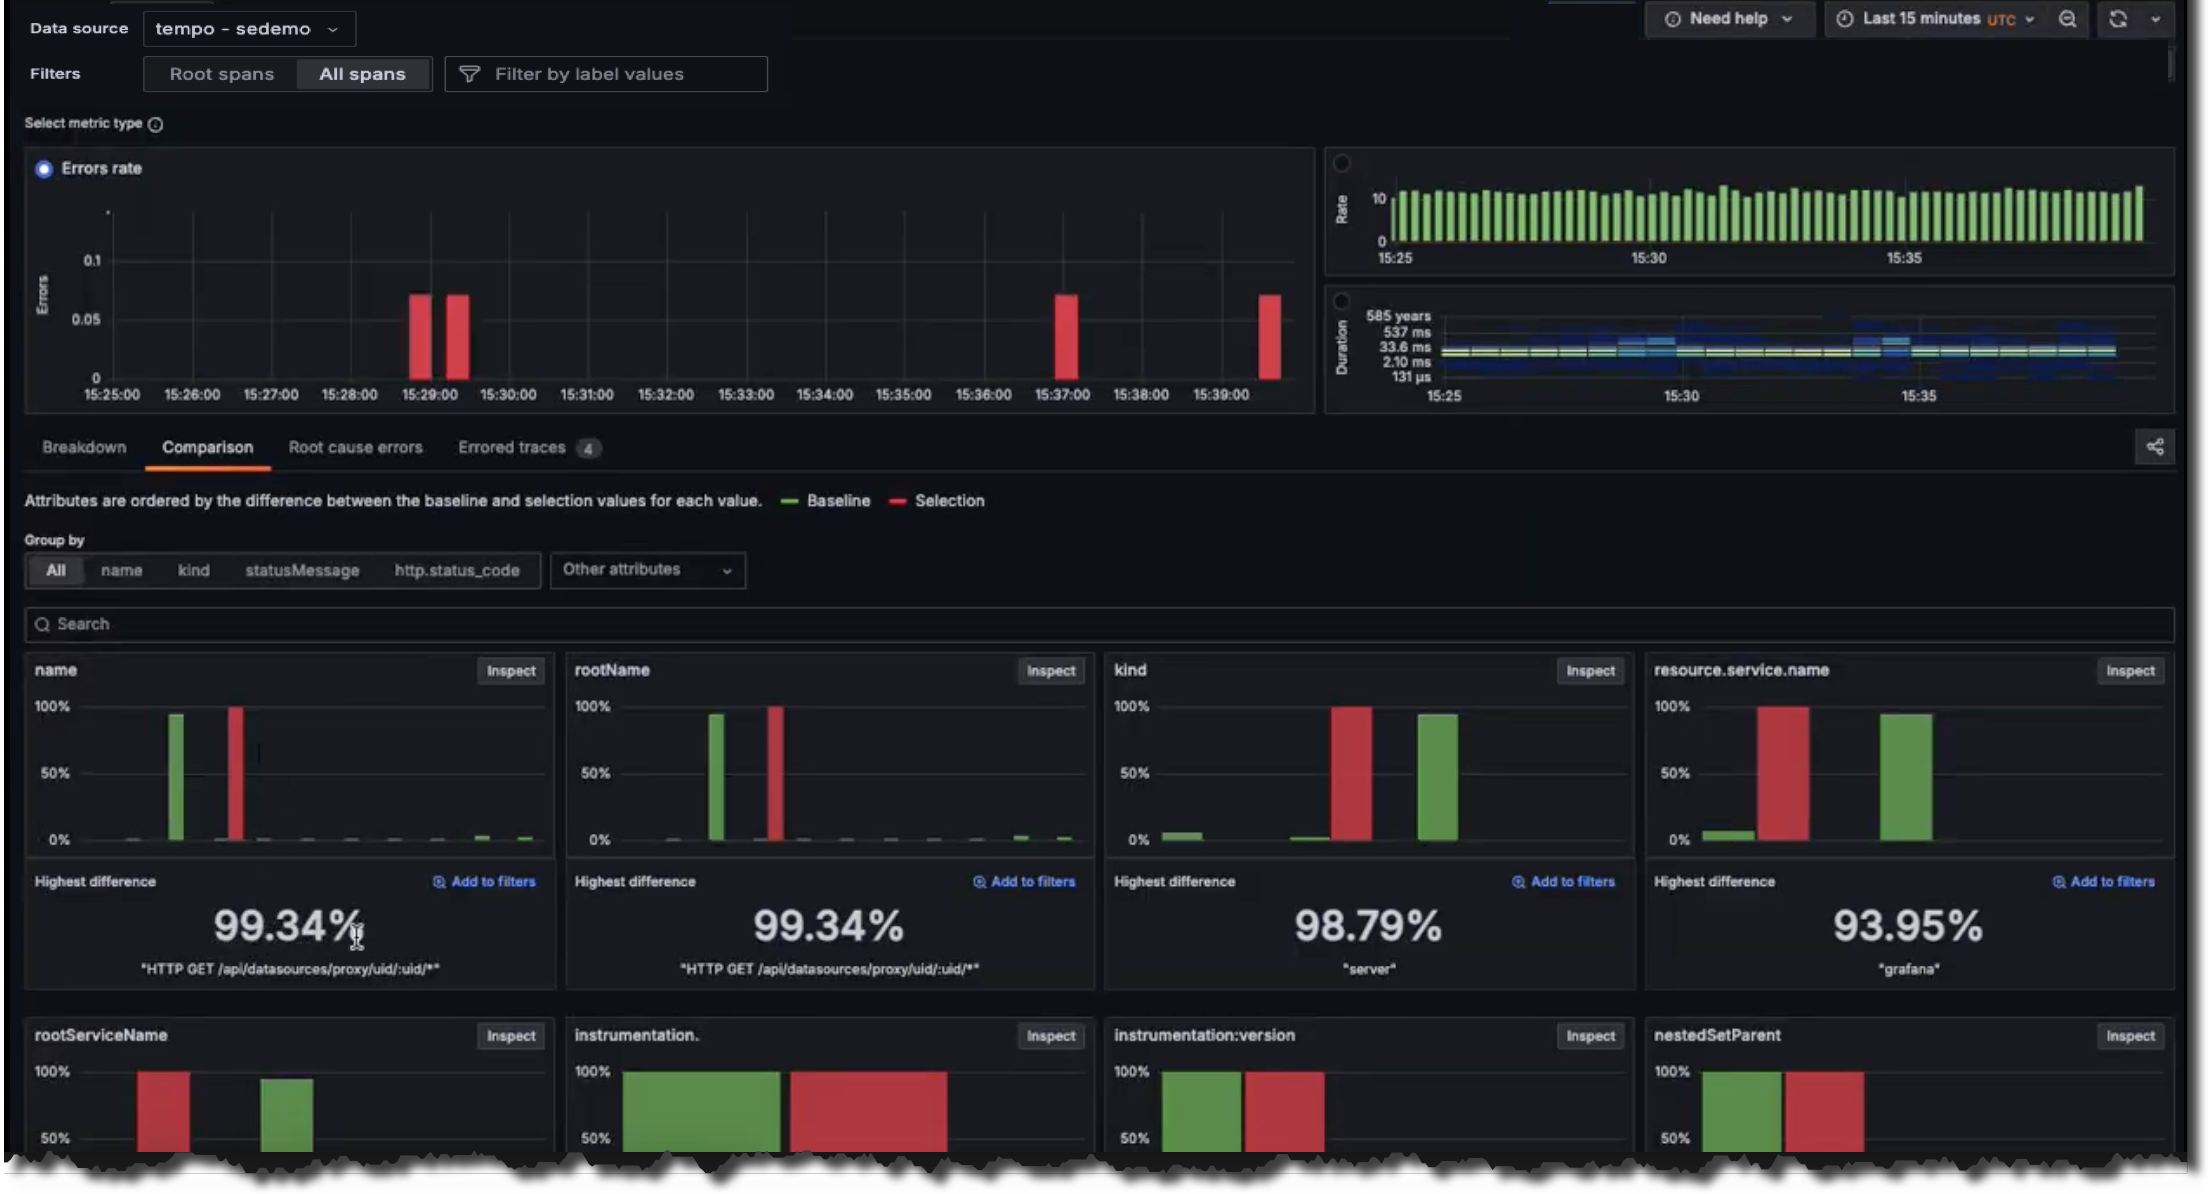 Data source tempo - sedemo
Need help Last 15 minutes UTC
Filters Root spans All spans Filter by label values
Select metric type
Errors rate
Errors
0.1
0.05
0
15:25:00 15:26:00 15:27:00 15:28:00 15:29:00 15:30:00 15:31:00 15:32:00 15:33:00 15:34:00 15:35:00 15:36:00 15:37:00 15:38:00 15:39:00
Rate
10
0
15:25 15:30 15:35
Duration
585 years
537 ms
33.6 ms
2.10 ms
131 µs
15:25 15:30 15:35
Breakdown Comparison Root cause errors Errored traces 4
Attributes are ordered by the difference between the baseline and selection values for each value. Baseline Selection
Group by
All name kind statusMessage http.status_code Other attributes
Search
name Inspect
100%
50%
0%
Highest difference Add to filters
99.34%
"HTTP GET /api/datasources/proxy/uid/:uid/*"
rootName Inspect
100%
50%
0%
Highest difference Add to filters
99.34%
"HTTP GET /api/datasources/proxy/uid/:uid/*"
kind Inspect
100%
50%
0%
Highest difference Add to filters
98.79%
"server"
resource.service.name Inspect
100%
50%
0%
Highest difference Add to filters
93.95%
"grafana"
rootServiceName Inspect
100%
50%
instrumentation. Inspect
100%
50%
instrumentation:version Inspect
100%
50%
nestedSetParent Inspect
100%
50%